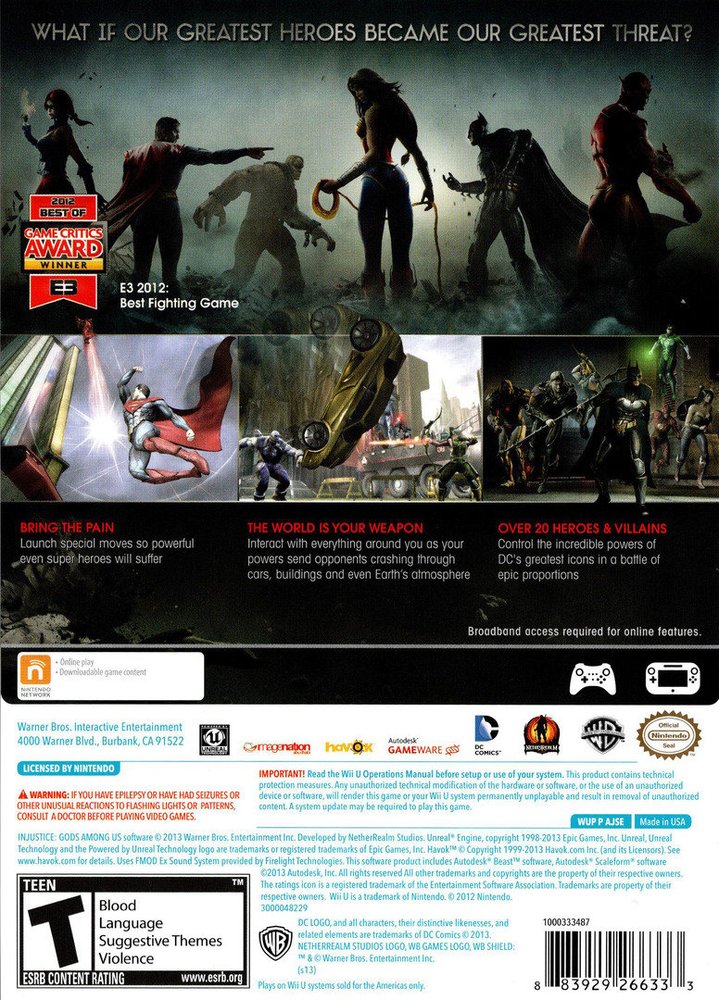 WHAT IF OUR GREATEST HEROES BECAME OUR GREATEST THREAT?
2012
BEST OF
GAME CRITICS
AWARD
WINNER
E3
E3 2012:
Best Fighting Game
BRING THE PAIN
Launch special moves so powerful
even super heroes will suffer
THE WORLD IS YOUR WEAPON
Interact with everything around you as your
powers send opponents crashing through
cars, buildings and even Earth's atmosphere
OVER 20 HEROES & VILLAINS
Control the incredible powers of
DC's greatest icons in a battle of
epic proportions
Broadband access required for online features.
NINTENDO
NETWORK
• Online play
• Downloadable game content
Warner Bros. Interactive Entertainment
4000 Warner Blvd., Burbank, CA 91522
POWERED BY
UNREAL
TECHNOLOGY
imagenation
abu dhabi
havok
Autodesk®
GAMEWARE
DC
COMICS™
NETHERREALM
WB
Official
Nintendo
Seal
LICENSED BY NINTENDO
WARNING: IF YOU HAVE EPILEPSY OR HAVE HAD SEIZURES OR
OTHER UNUSUAL REACTIONS TO FLASHING LIGHTS OR PATTERNS,
CONSULT A DOCTOR BEFORE PLAYING VIDEO GAMES.
IMPORTANT! Read the Wii U Operations Manual before setup or use of your system. This product contains technical
protection measures. Any unauthorized technical modification of the hardware or software, or the use of an unauthorized
device or software, will render this game or your Wii U system permanently unplayable and result in removal of unauthorized
content. A system update may be required to play this game.
WUP P AJSE
Made in USA
INJUSTICE: GODS AMONG US software © 2013 Warner Bros. Entertainment Inc. Developed by NetherRealm Studios. Unreal® Engine, copyright 1998-2013 Epic Games, Inc. Unreal, Unreal
Technology and the Powered by Unreal Technology logo are trademarks or registered trademarks of Epic Games, Inc. Havok™ © Copyright 1999-2013 Havok.com Inc. (and its Licensors). See
www.havok.com for details. Uses FMOD Ex Sound System provided by Firelight Technologies. This software product includes Autodesk® Beast™ software, Autodesk® Scaleform® software
©2013 Autodesk, Inc. All rights reserved All other trademarks and copyrights are the property of their respective owners.
The ratings icon is a registered trademark of the Entertainment Software Association. Trademarks are property of their
respective owners. Wii U is a trademark of Nintendo. © 2012 Nintendo.
3000048229
TEEN
™
T
Blood
Language
Suggestive Themes
Violence
ESRB CONTENT RATING
www.esrb.org
WB
DC LOGO, and all characters, their distinctive likenesses, and
related elements are trademarks of DC Comics © 2013.
NETHERREALM STUDIOS LOGO, WB GAMES LOGO, WB SHIELD:
™ & © Warner Bros. Entertainment Inc.
(s13)
Plays on Wii U systems sold for the Americas only.
1000333487
8 83929 26633 3